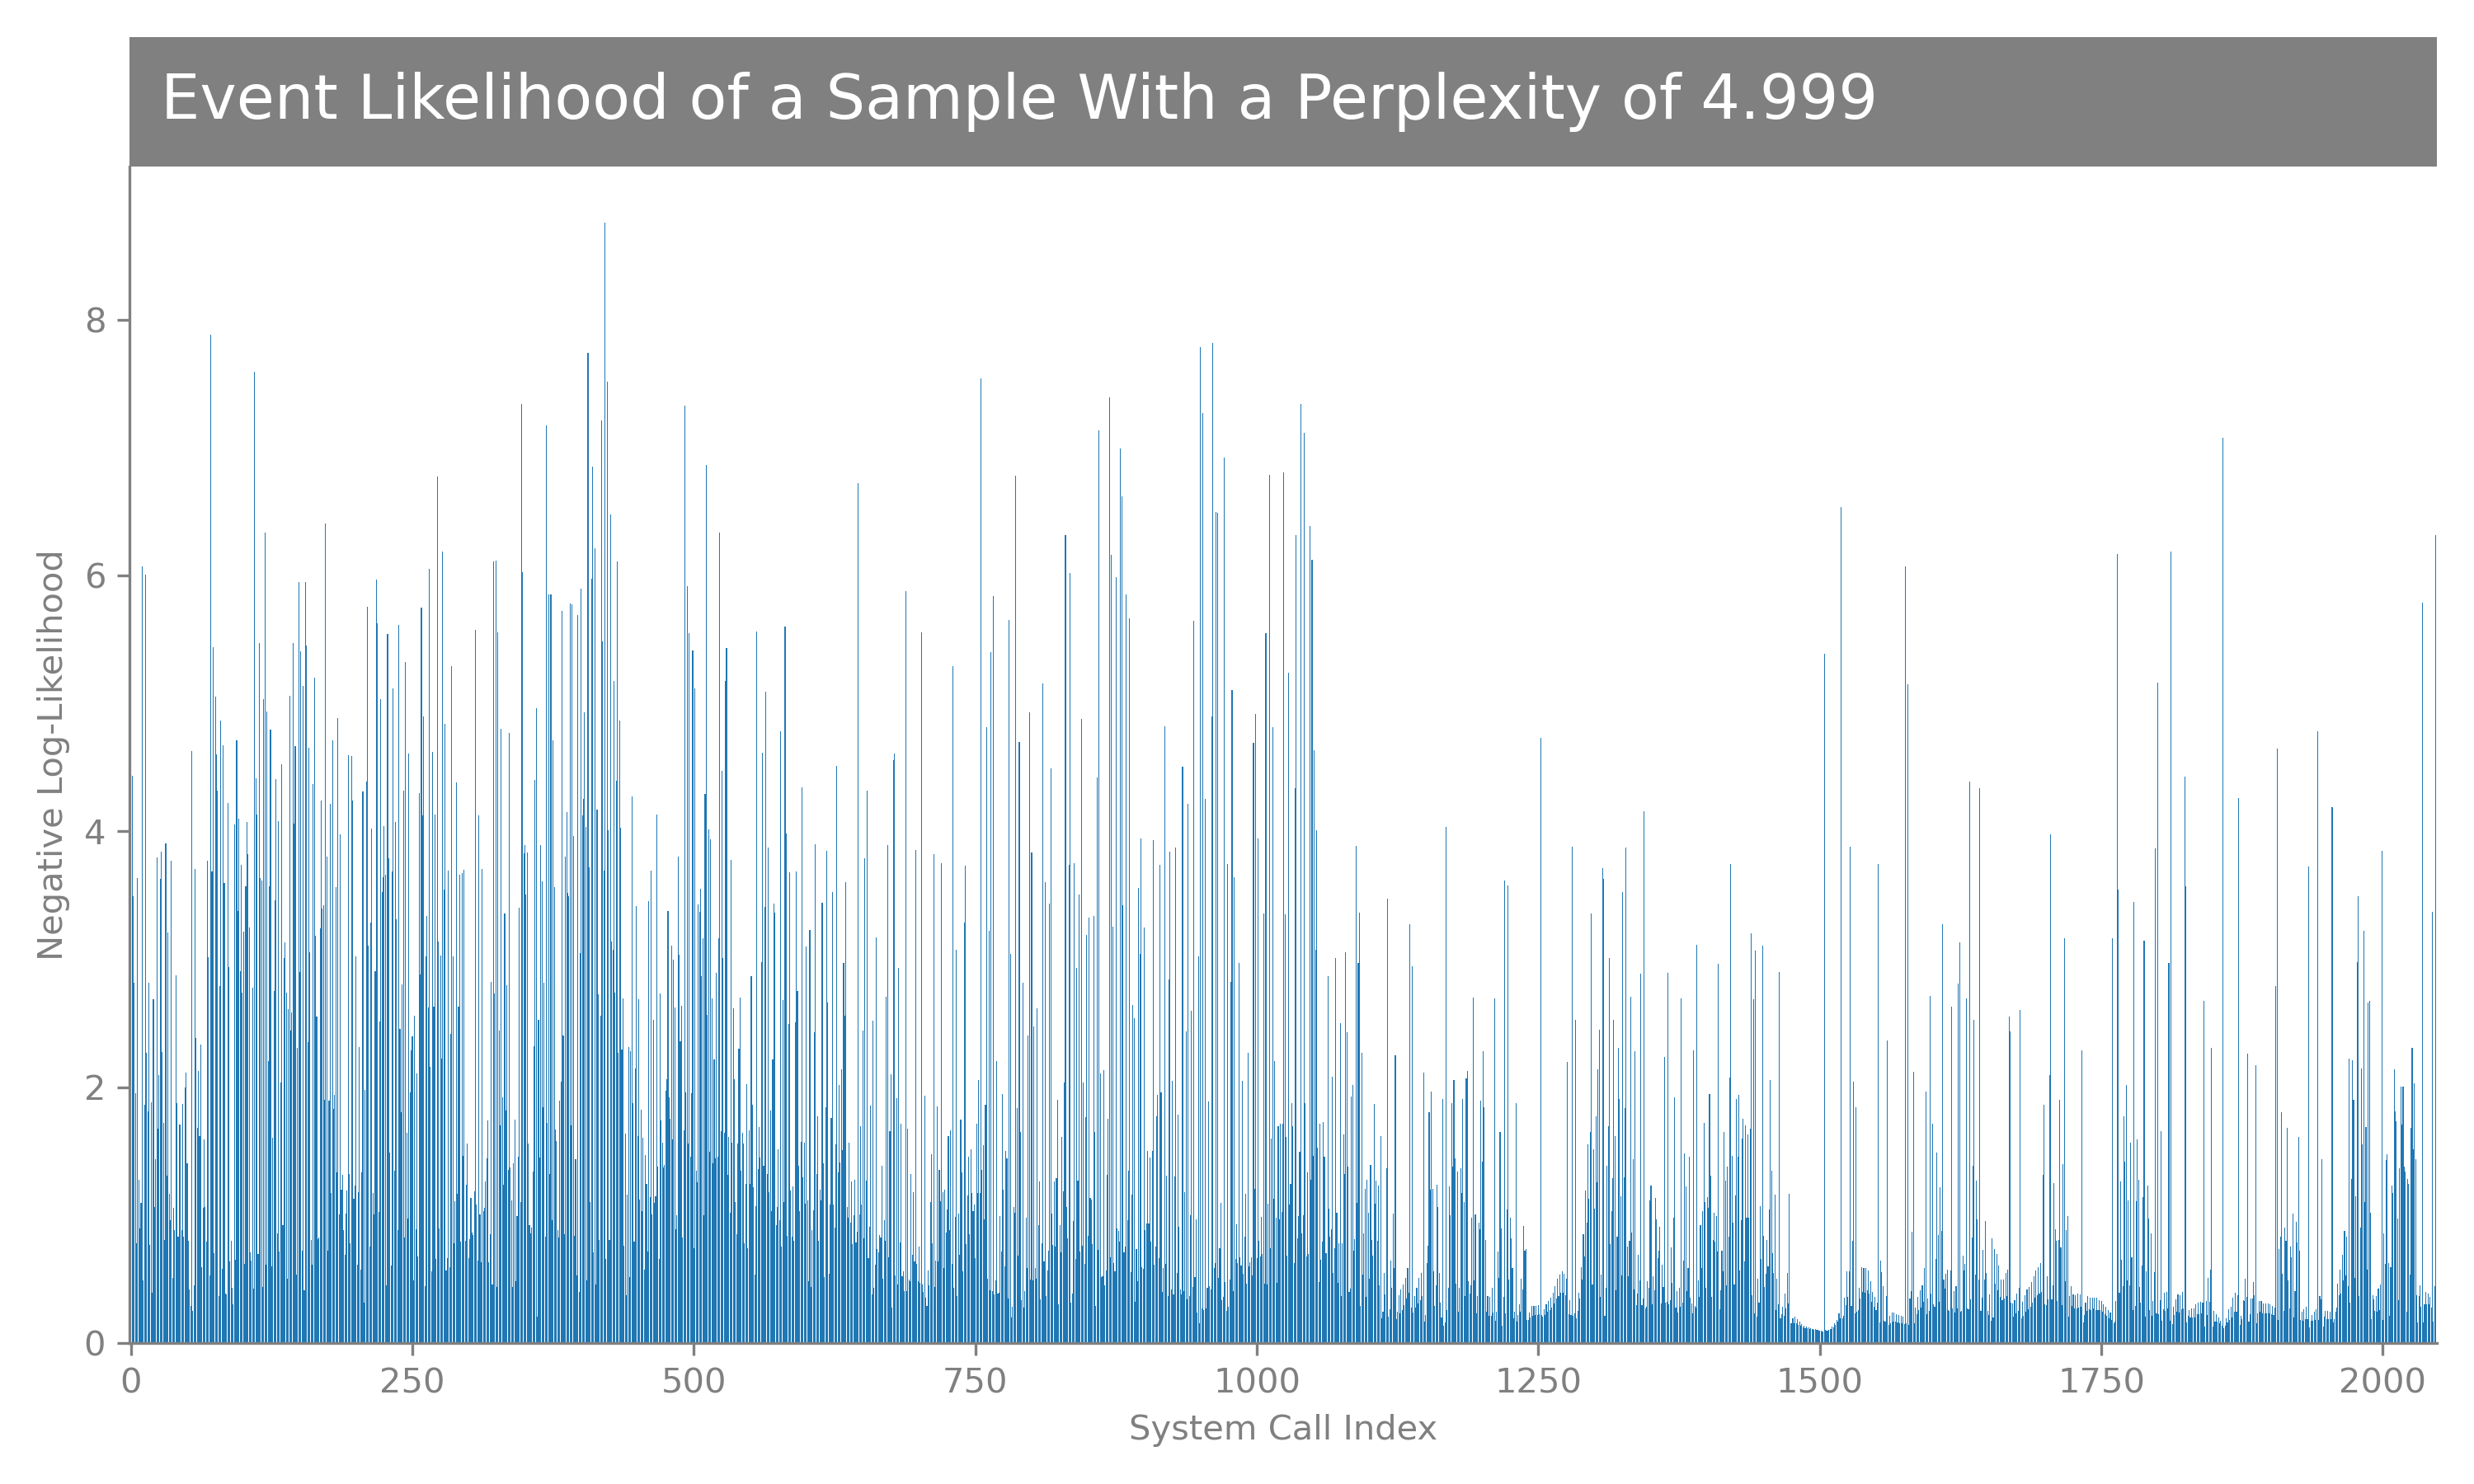 Event Likelihood of a Sample With a Perplexity of 4.999
8
6
4
2
0
Negative Log-Likelihood
0 250 500 750 1000 1250 1500 1750 2000
System Call Index